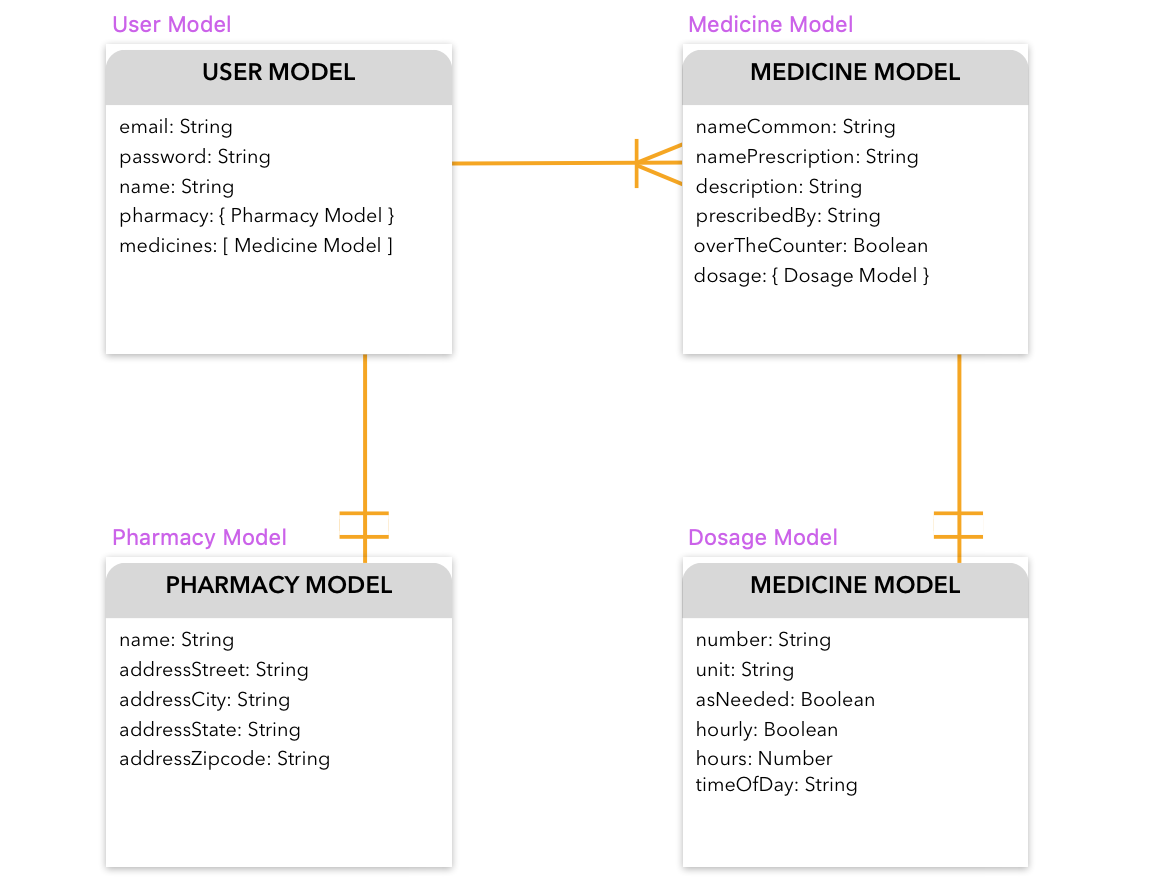 User Model
USER MODEL
email: String
password: String
name: String
pharmacy: { Pharmacy Model }
medicines: [ Medicine Model ]
Medicine Model
MEDICINE MODEL
nameCommon: String
namePrescription: String
description: String
prescribedBy: String
overTheCounter: Boolean
dosage: { Dosage Model }
Pharmacy Model
PHARMACY MODEL
name: String
addressStreet: String
addressCity: String
addressState: String
addressZipcode: String
Dosage Model
MEDICINE MODEL
number: String
unit: String
asNeeded: Boolean
hourly: Boolean
hours: Number
timeOfDay: String